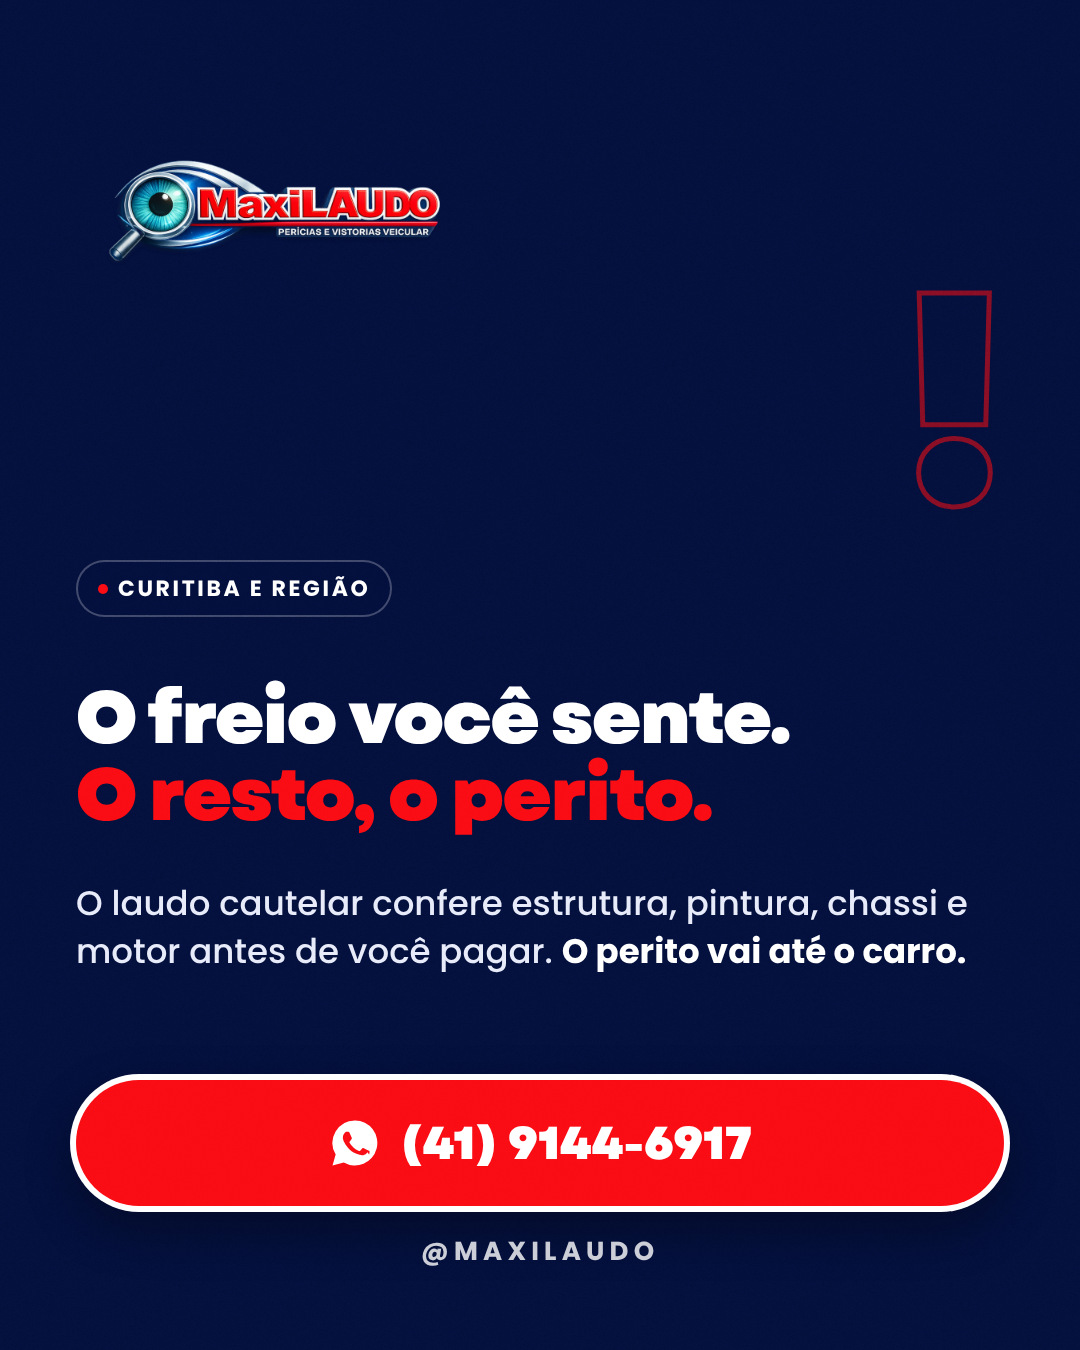 MaxiLAUDO
PERÍCIAS E VISTORIAS VEICULAR
!
CURITIBA E REGIÃO
O freio você sente.
O resto, o perito.
O laudo cautelar confere estrutura, pintura, chassi e
motor antes de você pagar. O perito vai até o carro.
(41) 9144-6917
@MAXILAUDO